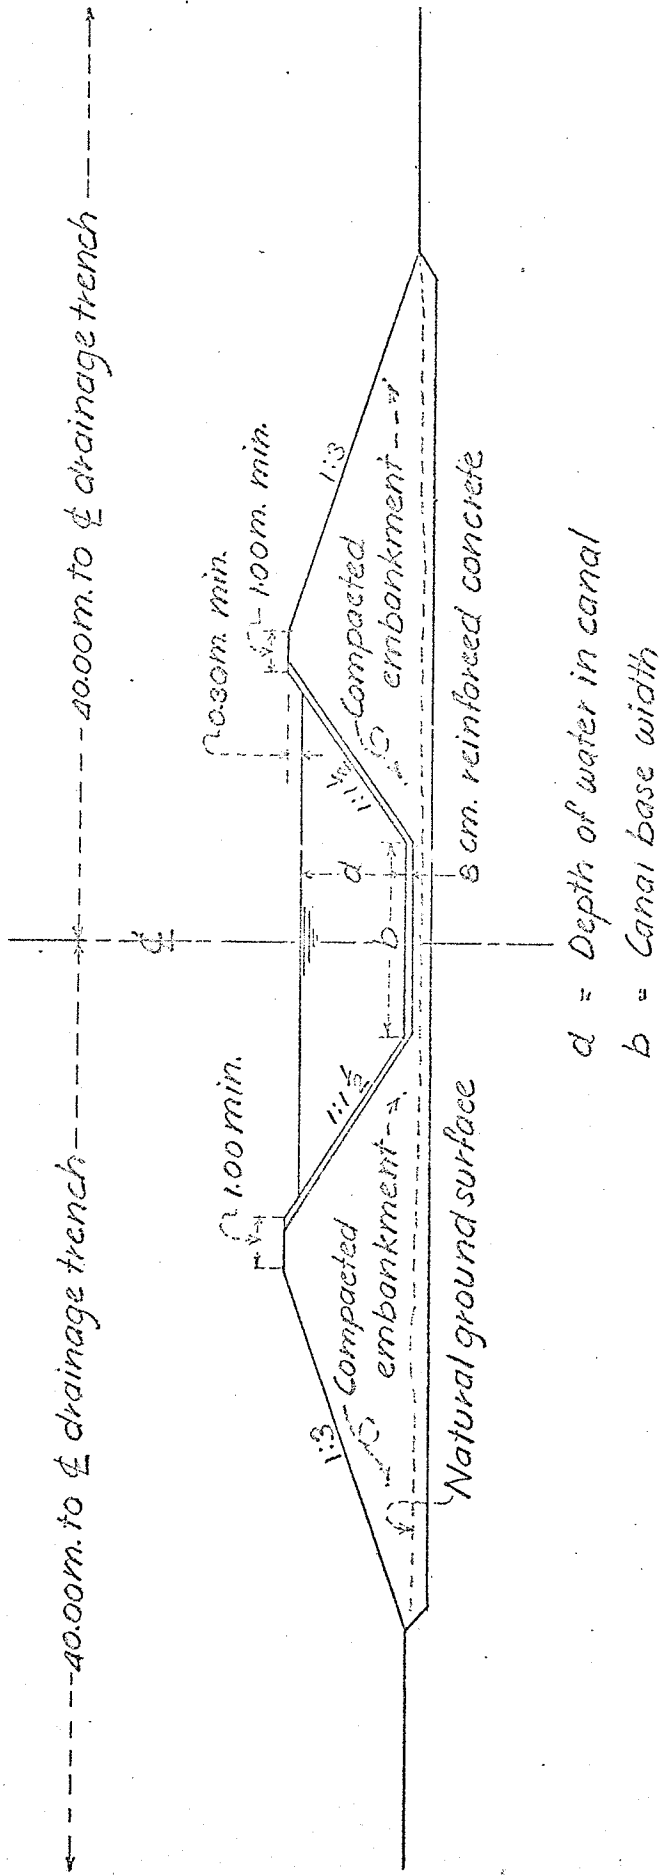 40.00m. to ℄ drainage trench
40.00m. to ℄ drainage trench
℄
1.00 min.
0.30m. min.
1.00m. min.
1:3
Compacted
embankment
1:1½
d
b
1:1½
Compacted
embankment
1:3
Natural ground surface
8 cm. reinforced concrete
d = Depth of water in canal
b = Canal base width